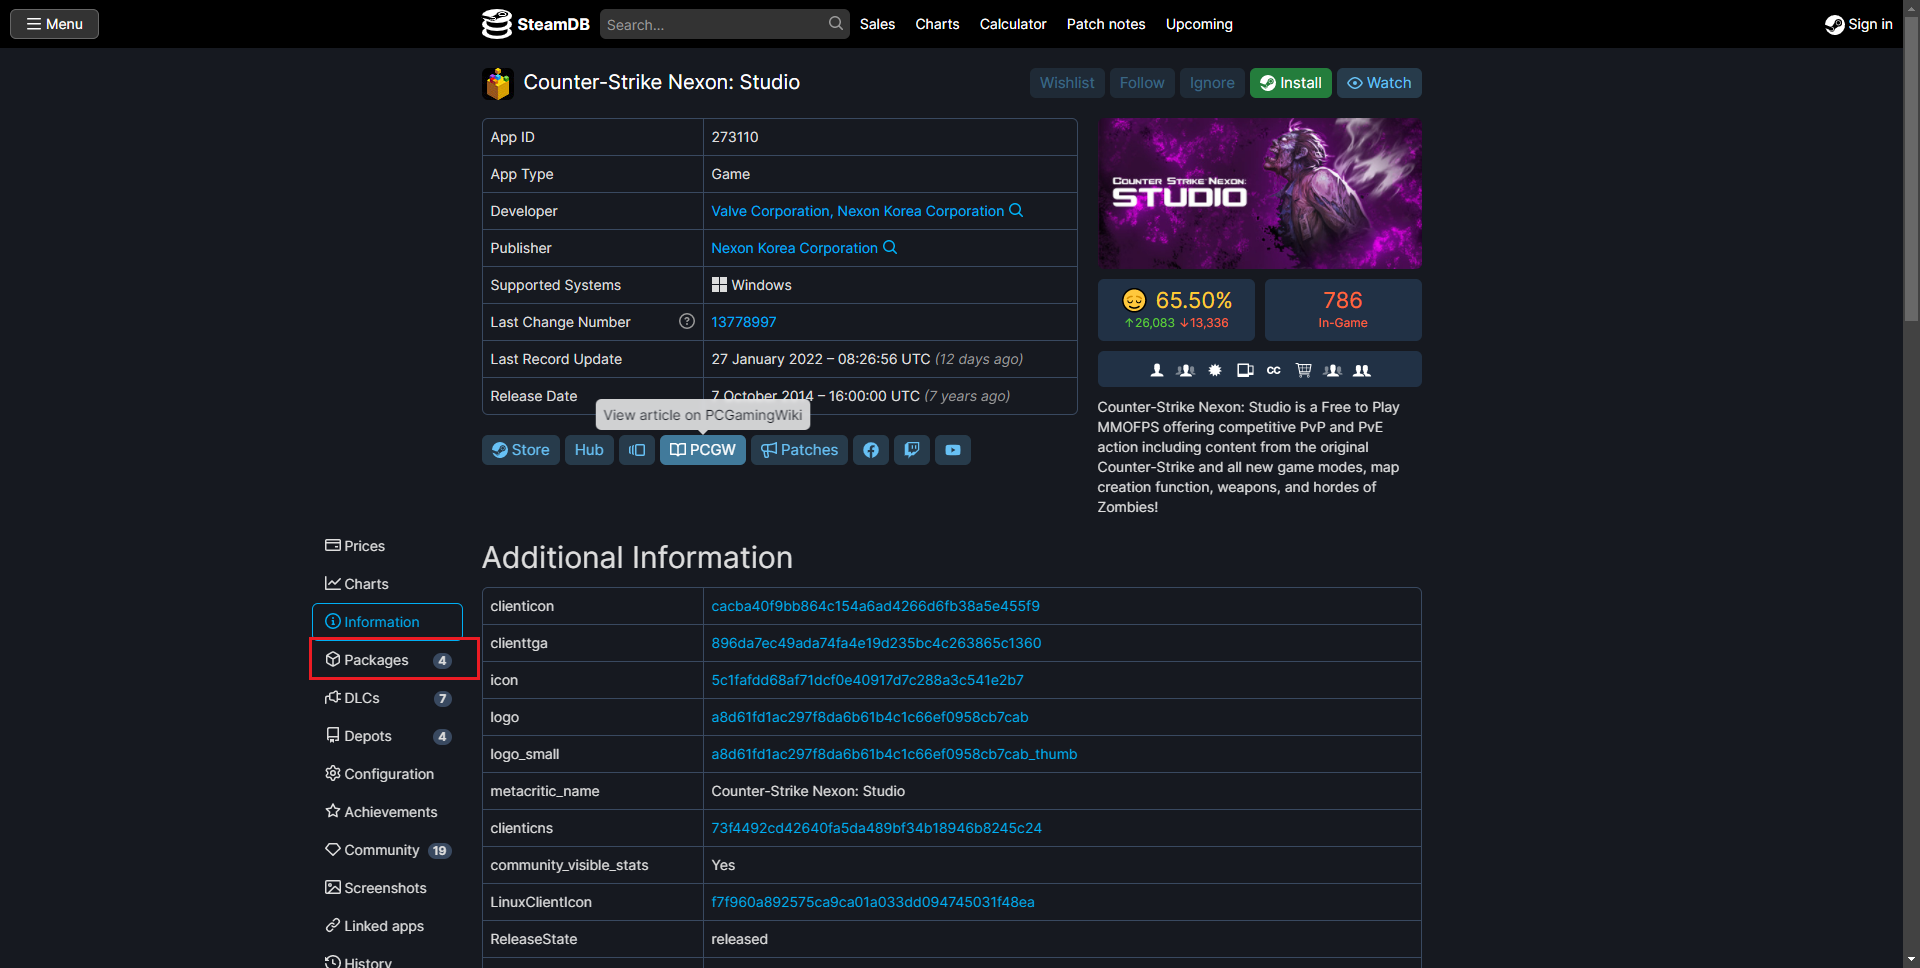 Menu
SteamDB
Search...
Sales
Charts
Calculator
Patch notes
Upcoming
Sign in
Counter-Strike Nexon: Studio
Wishlist
Follow
Ignore
Install
Watch
App ID 273110
App Type Game
Developer Valve Corporation, Nexon Korea Corporation
Publisher Nexon Korea Corporation
Supported Systems Windows
Last Change Number 13778997
Last Record Update 27 January 2022 – 08:26:56 UTC (12 days ago)
Release Date 7 October 2014 – 16:00:00 UTC (7 years ago)
View article on PCGamingWiki
Store
Hub
PCGW
Patches
COUNTER STRIKE NEXON:
STUDIO
65.50%
↑26,083 ↓13,336
786
In-Game
CC
Counter-Strike Nexon: Studio is a Free to Play
MMOFPS offering competitive PvP and PvE
action including content from the original
Counter-Strike and all new game modes, map
creation function, weapons, and hordes of
Zombies!
Prices
Charts
Information
Packages 4
DLCs 7
Depots 4
Configuration
Achievements
Community 19
Screenshots
Linked apps
History
Additional Information
clienticon cacba40f9bb864c154a6ad4266d6fb38a5e455f9
clienttga 896da7ec49ada74fa4e19d235bc4c263865c1360
icon 5c1fafdd68af71dcf0e40917d7c288a3c541e2b7
logo a8d61fd1ac297f8da6b61b4c1c66ef0958cb7cab
logo_small a8d61fd1ac297f8da6b61b4c1c66ef0958cb7cab_thumb
metacritic_name Counter-Strike Nexon: Studio
clienticns 73f4492cd42640fa5da489bf34b18946b8245c24
community_visible_stats Yes
LinuxClientIcon f7f960a892575ca9ca01a033dd094745031f48ea
ReleaseState released